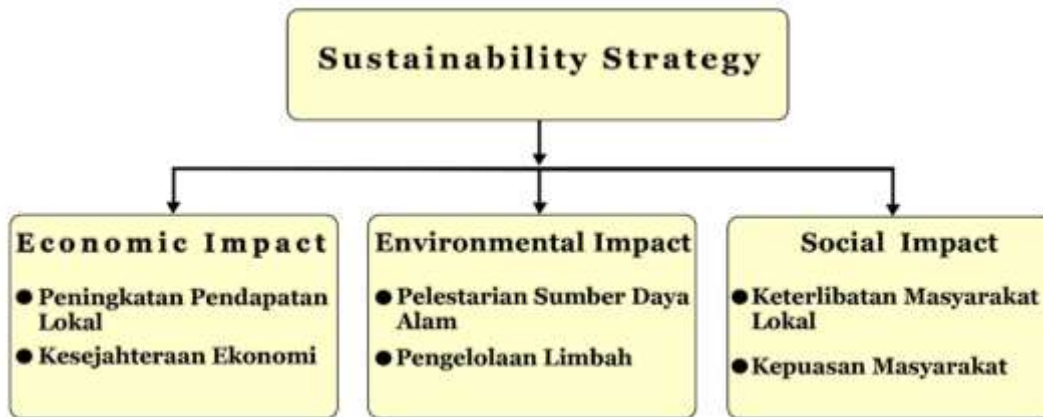 Sustainability Strategy
Economic Impact
● Peningkatan Pendapatan
Lokal
● Kesejahteraan Ekonomi
Environmental Impact
● Pelestarian Sumber Daya
Alam
● Pengelolaan Limbah
Social Impact
● Keterlibatan Masyarakat
Lokal
● Kepuasan Masyarakat